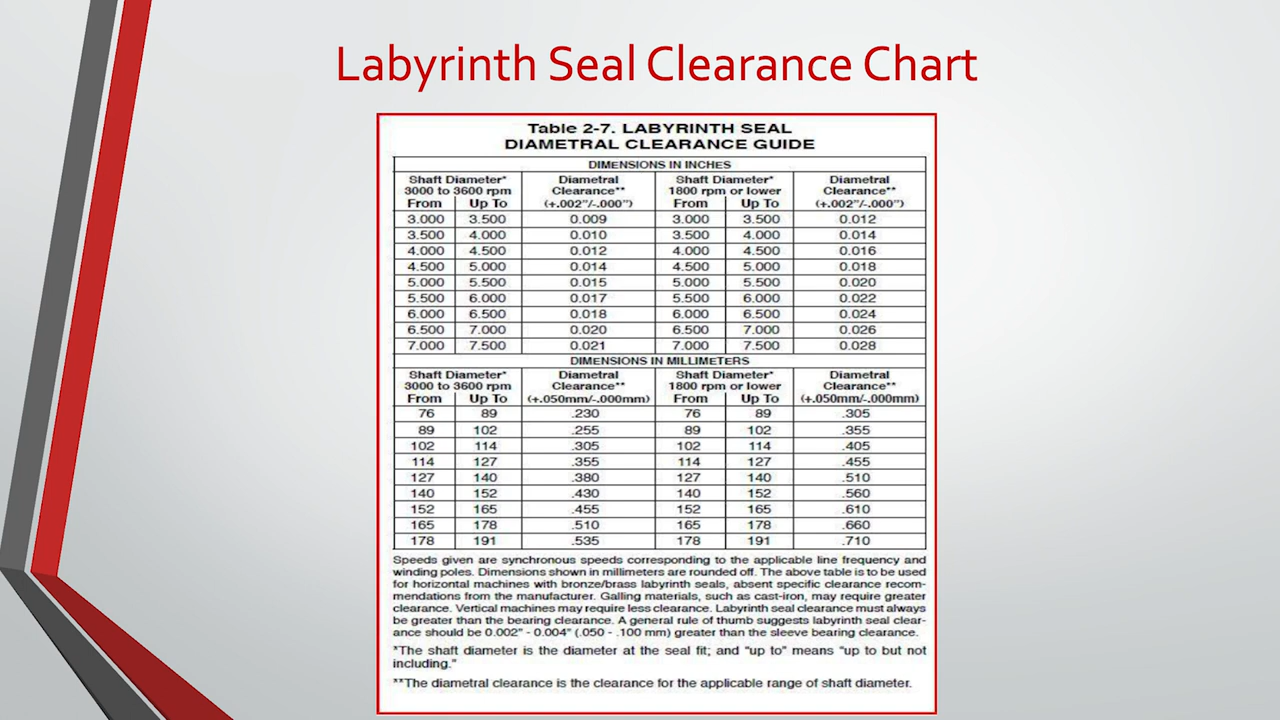 Labyrinth Seal Clearance Chart
Table 2-7. LABYRINTH SEAL
DIAMETRAL CLEARANCE GUIDE
DIMENSIONS IN INCHES
Shaft Diameter* Diametral Shaft Diameter* Diametral
3000 to 3600 rpm Clearance** 1800 rpm or lower Clearance**
From Up To (+.002"/-.000") From Up To (+.002"/-.000")
3.000 3.500 0.009 3.000 3.500 0.012
3.500 4.000 0.010 3.500 4.000 0.014
4.000 4.500 0.012 4.000 4.500 0.016
4.500 5.000 0.014 4.500 5.000 0.018
5.000 5.500 0.015 5.000 5.500 0.020
5.500 6.000 0.017 5.500 6.000 0.022
6.000 6.500 0.018 6.000 6.500 0.024
6.500 7.000 0.020 6.500 7.000 0.026
7.000 7.500 0.021 7.000 7.500 0.028
DIMENSIONS IN MILLIMETERS
Shaft Diameter* Diametral Shaft Diameter* Diametral
3000 to 3600 rpm Clearance** 1800 rpm or lower Clearance**
From Up To (+.050mm/-.000mm) From Up To (+.050mm/-.000mm)
76 89 .230 76 89 .305
89 102 .255 89 102 .355
102 114 .305 102 114 .405
114 127 .355 114 127 .455
127 140 .380 127 140 .510
140 152 .430 140 152 .560
152 165 .455 152 165 .610
165 178 .510 165 178 .660
178 191 .535 178 191 .710
Speeds given are synchronous speeds corresponding to the applicable line frequency and
winding poles. Dimensions shown in millimeters are rounded off. The above table is to be used
for horizontal machines with bronze/brass labyrinth seals, absent specific clearance recom-
mendations from the manufacturer. Galling materials, such as cast-iron, may require greater
clearance. Vertical machines may require less clearance. Labyrinth seal clearance must always
be greater than the bearing clearance. A general rule of thumb suggests labyrinth seal clear-
ance should be 0.002" - 0.004" (.050 - .100 mm) greater than the sleeve bearing clearance.
*The shaft diameter is the diameter at the seal fit; and "up to" means "up to but not
including."
**The diametral clearance is the clearance for the applicable range of shaft diameter.